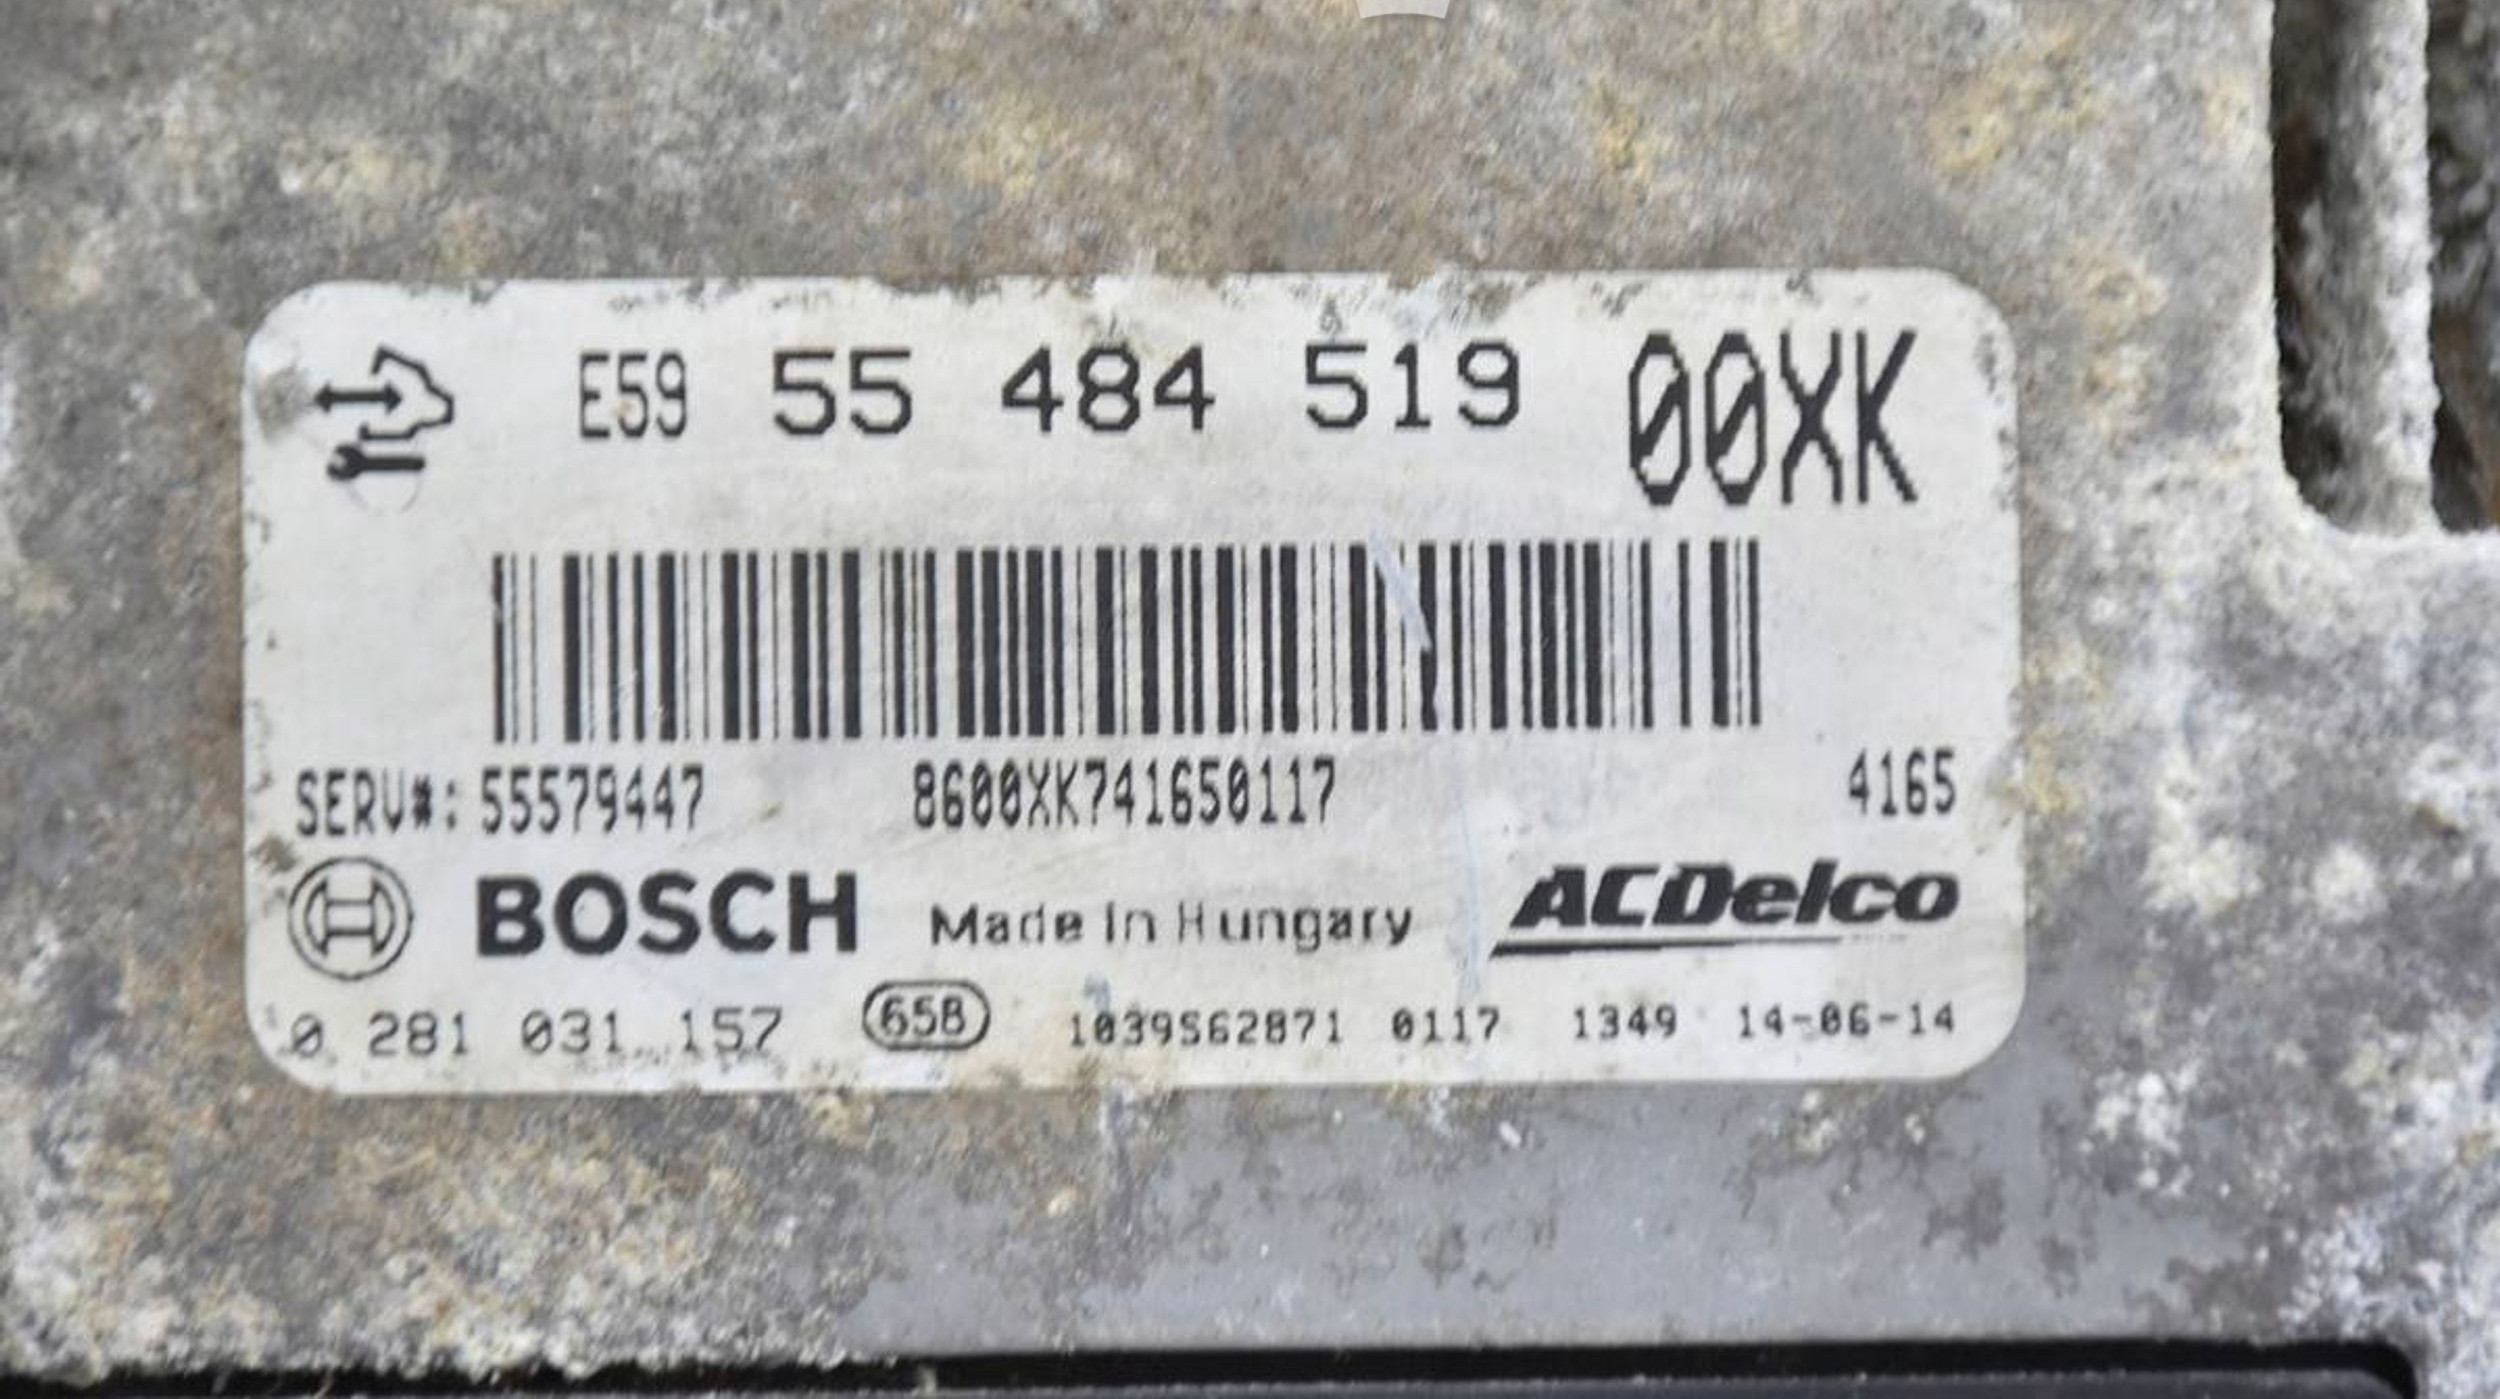 E59 55 484 519 00XK
SERV#: 55579447 8600XK741650117 4165
BOSCH Made in Hungary ACDelco
0 281 031 157 65B 1039S62871 0117 1349 14-06-14